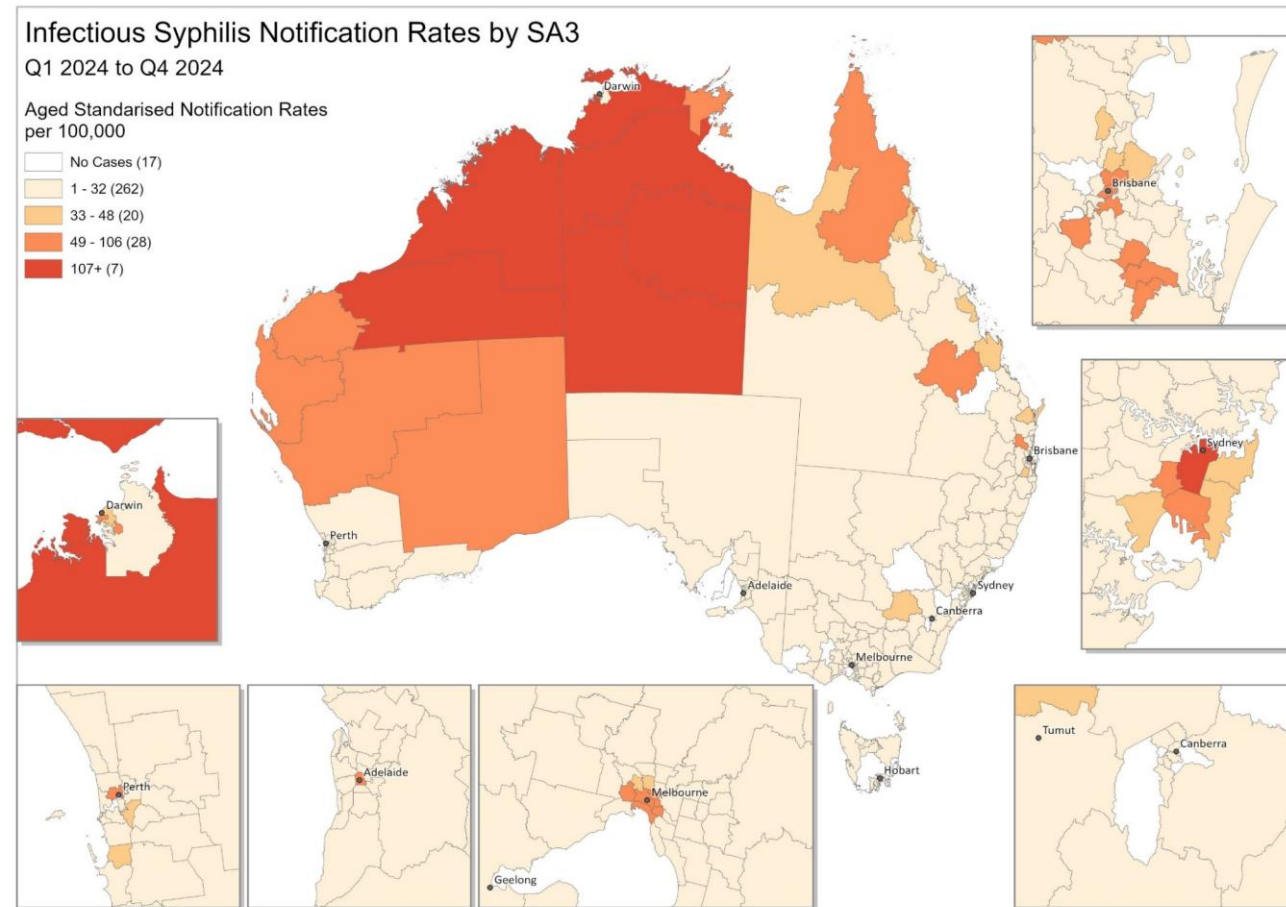 Infectious Syphilis Notification Rates by SA3
Q1 2024 to Q4 2024
Aged Standarised Notification Rates
per 100,000
No Cases (17)
1 - 32 (262)
33 - 48 (20)
49 - 106 (28)
107+ (7)
Darwin
Brisbane
Perth
Adelaide
Sydney
Canberra
Melbourne
Hobart
Brisbane
Sydney
Darwin
Perth
Adelaide
Melbourne
Geelong
Tumut
Canberra